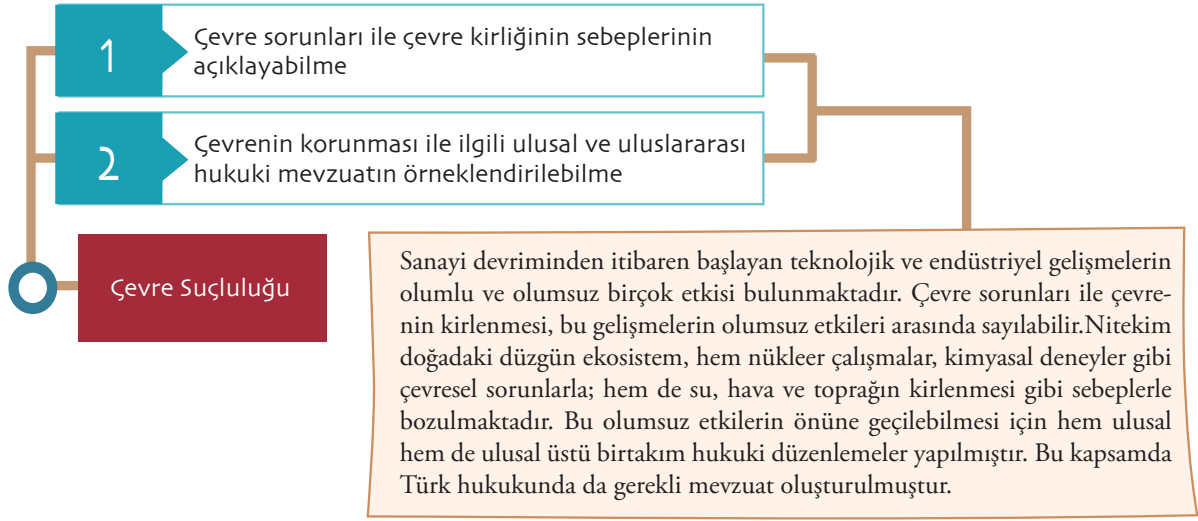 1
Çevre sorunları ile çevre kirliğinin sebeplerinin
açıklayabilme
2
Çevrenin korunması ile ilgili ulusal ve uluslararası
hukuki mevzuatın örneklendirilebilme
Çevre Suçluluğu
Sanayi devriminden itibaren başlayan teknolojik ve endüstriyel gelişmelerin
olumlu ve olumsuz birçok etkisi bulunmaktadır. Çevre sorunları ile çevre-
nin kirlenmesi, bu gelişmelerin olumsuz etkileri arasında sayılabilir.Nitekim
doğadaki düzgün ekosistem, hem nükleer çalışmalar, kimyasal deneyler gibi
çevresel sorunlarla; hem de su, hava ve toprağın kirlenmesi gibi sebeplerle
bozulmaktadır. Bu olumsuz etkilerin önüne geçilebilmesi için hem ulusal
hem de ulusal üstü birtakım hukuki düzenlemeler yapılmıştır. Bu kapsamda
Türk hukukunda da gerekli mevzuat oluşturulmuştur.